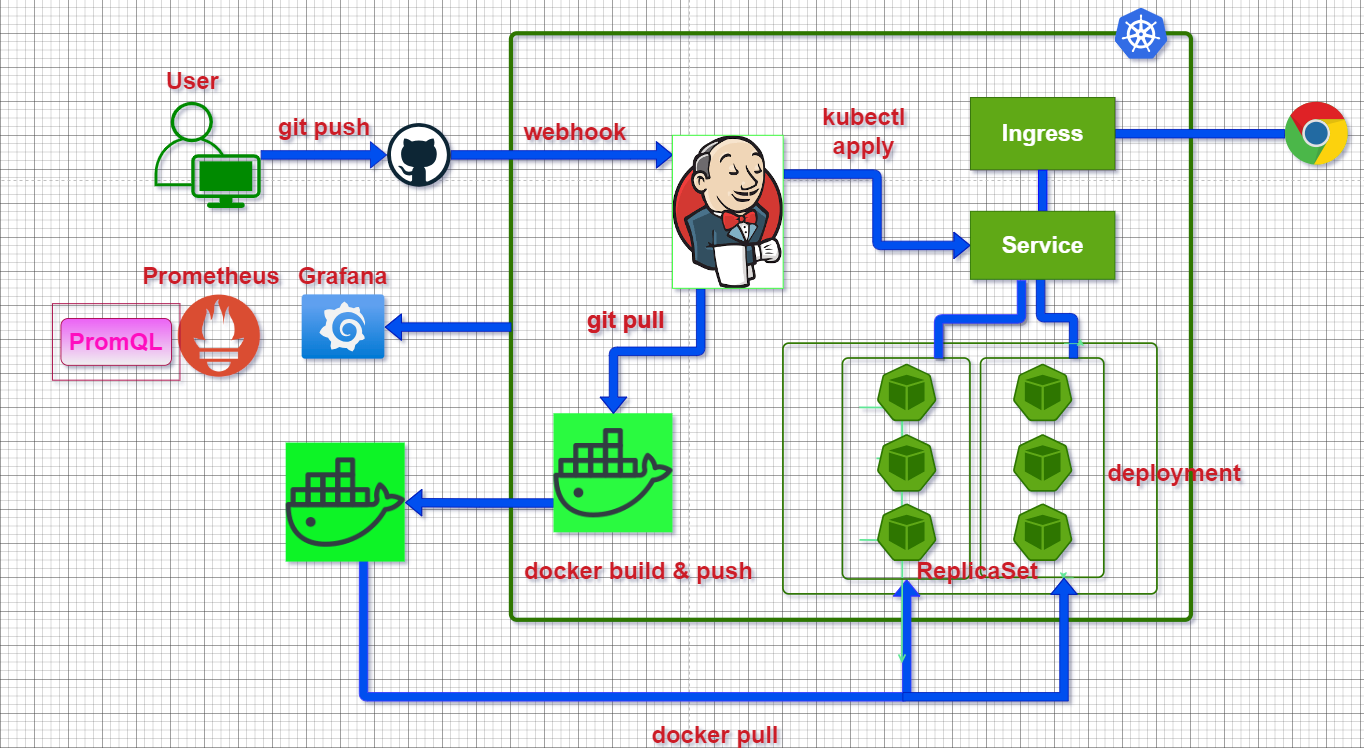 User
git push
webhook
kubectl
apply
Ingress
Service
Prometheus
Grafana
PromQL
git pull
deployment
docker build & push
ReplicaSet
docker pull